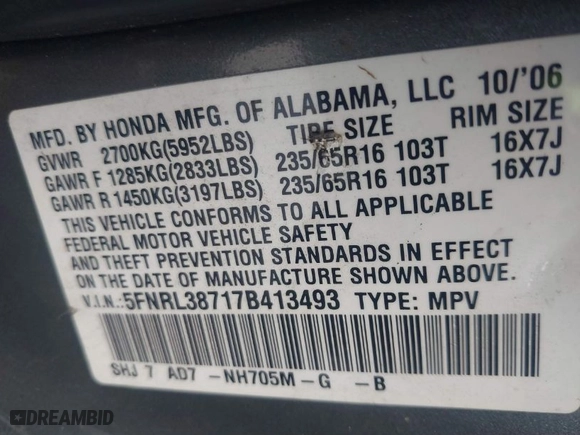 MFD. BY HONDA MFG. OF ALABAMA, LLC 10/'06
GVWR 2700KG(5952LBS) TIRE SIZE RIM SIZE
GAWR F 1285KG(2833LBS) 235/65R16 103T 16X7J
GAWR R 1450KG(3197LBS) 235/65R16 103T 16X7J
THIS VEHICLE CONFORMS TO ALL APPLICABLE
FEDERAL MOTOR VEHICLE SAFETY
AND THEFT PREVENTION STANDARDS IN EFFECT
ON THE DATE OF MANUFACTURE SHOWN ABOVE.
V.I.N.:5FNRL38717B413493 TYPE: MPV
SHJ 7 AD7 -NH705M-G -B
DREAMBID